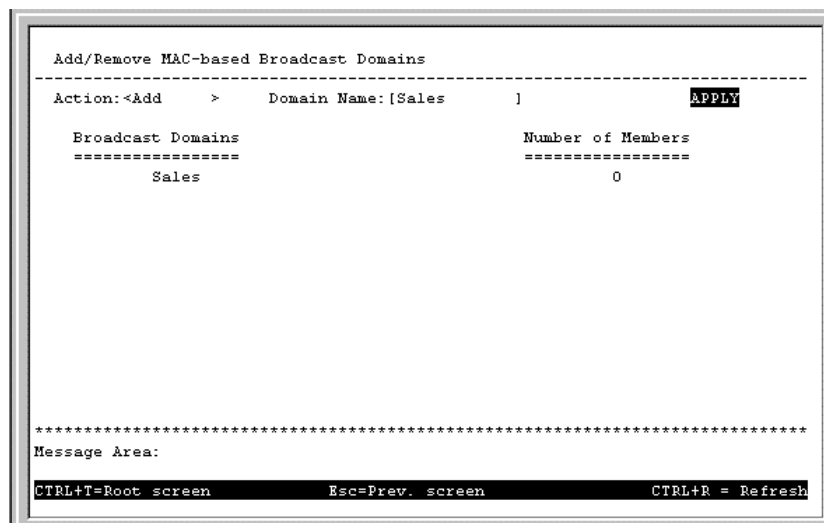 Add/Remove MAC-based Broadcast Domains
--------------------------------------------------------------------------------
Action:<Add     >     Domain Name:[Sales       ]     APPLY
Broadcast Domains     Number of Members
=================     =================
Sales     0
********************************************************************************
Message Area:
CTRL+T=Root screen     Esc=Prev. screen     CTRL+R = Refresh